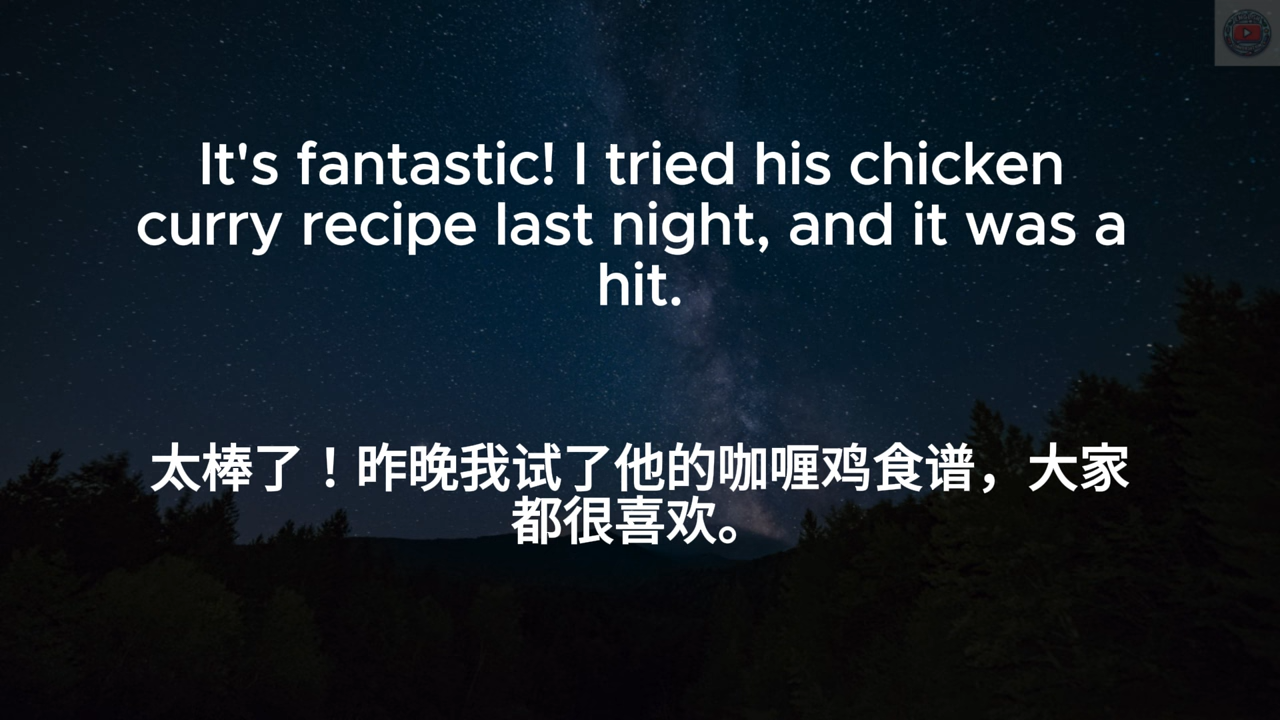 It's fantastic! I tried his chicken
curry recipe last night, and it was a
hit.
太棒了！昨晚我试了他的咖喱鸡食谱，大家
都很喜欢。